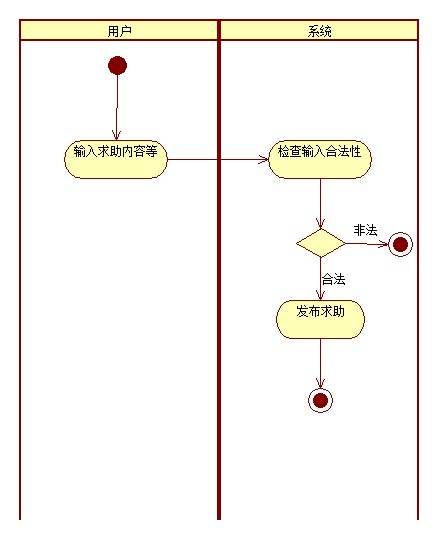 用户
系统
输入求助内容等
检查输入合法性
非法
合法
发布求助